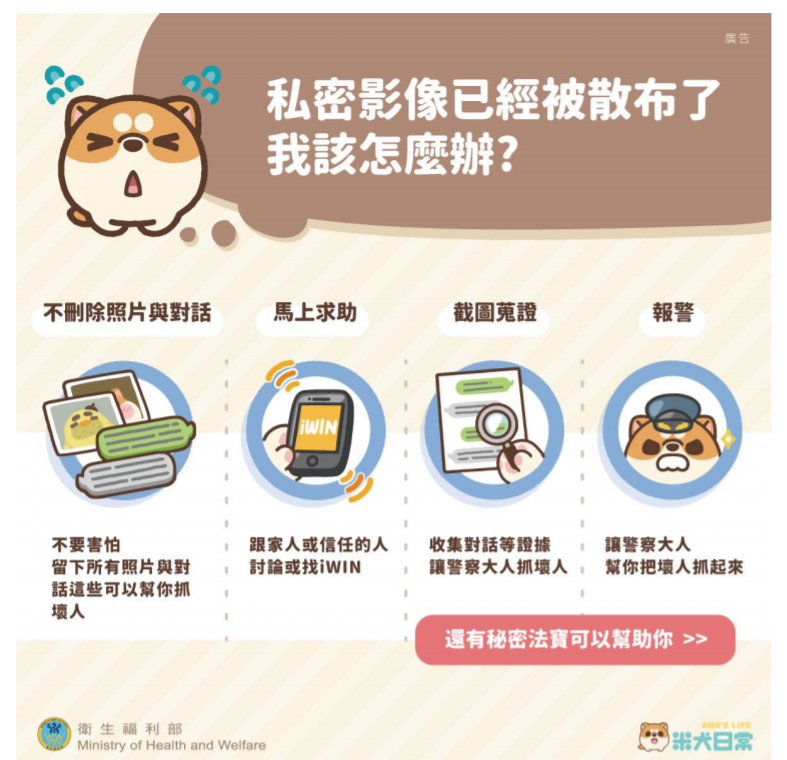 廣告
私密影像已經被散布了
我該怎麼辦?
不刪除照片與對話
馬上求助
截圖蒐證
報警
iWIN
不要害怕
留下所有照片與對
話這些可以幫你抓
壞人
跟家人或信任的人
討論或找iWIN
收集對話等證據
讓警察大人抓壞人
讓警察大人
幫你把壞人抓起來
還有秘密法寶可以幫助你 >>
衛生福利部
Ministry of Health and Welfare
AWA'S LIFE
米犬日常